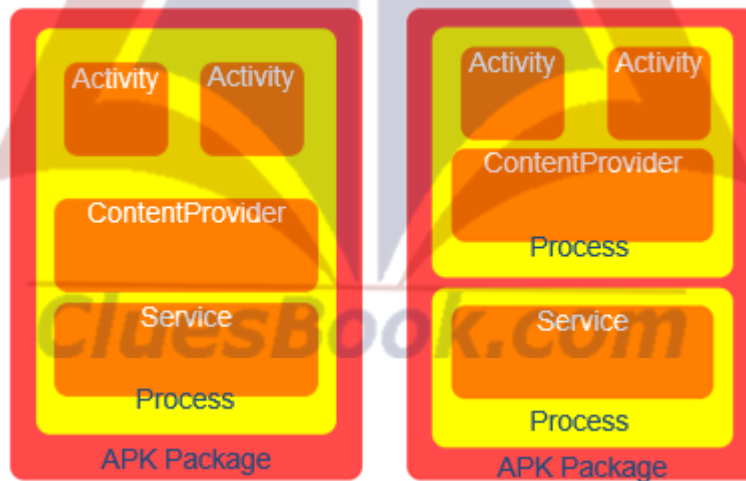 Activity Activity
ContentProvider
Service
Process
APK Package
Activity Activity
ContentProvider
Process
Service
Process
APK Package
CluesBook.com